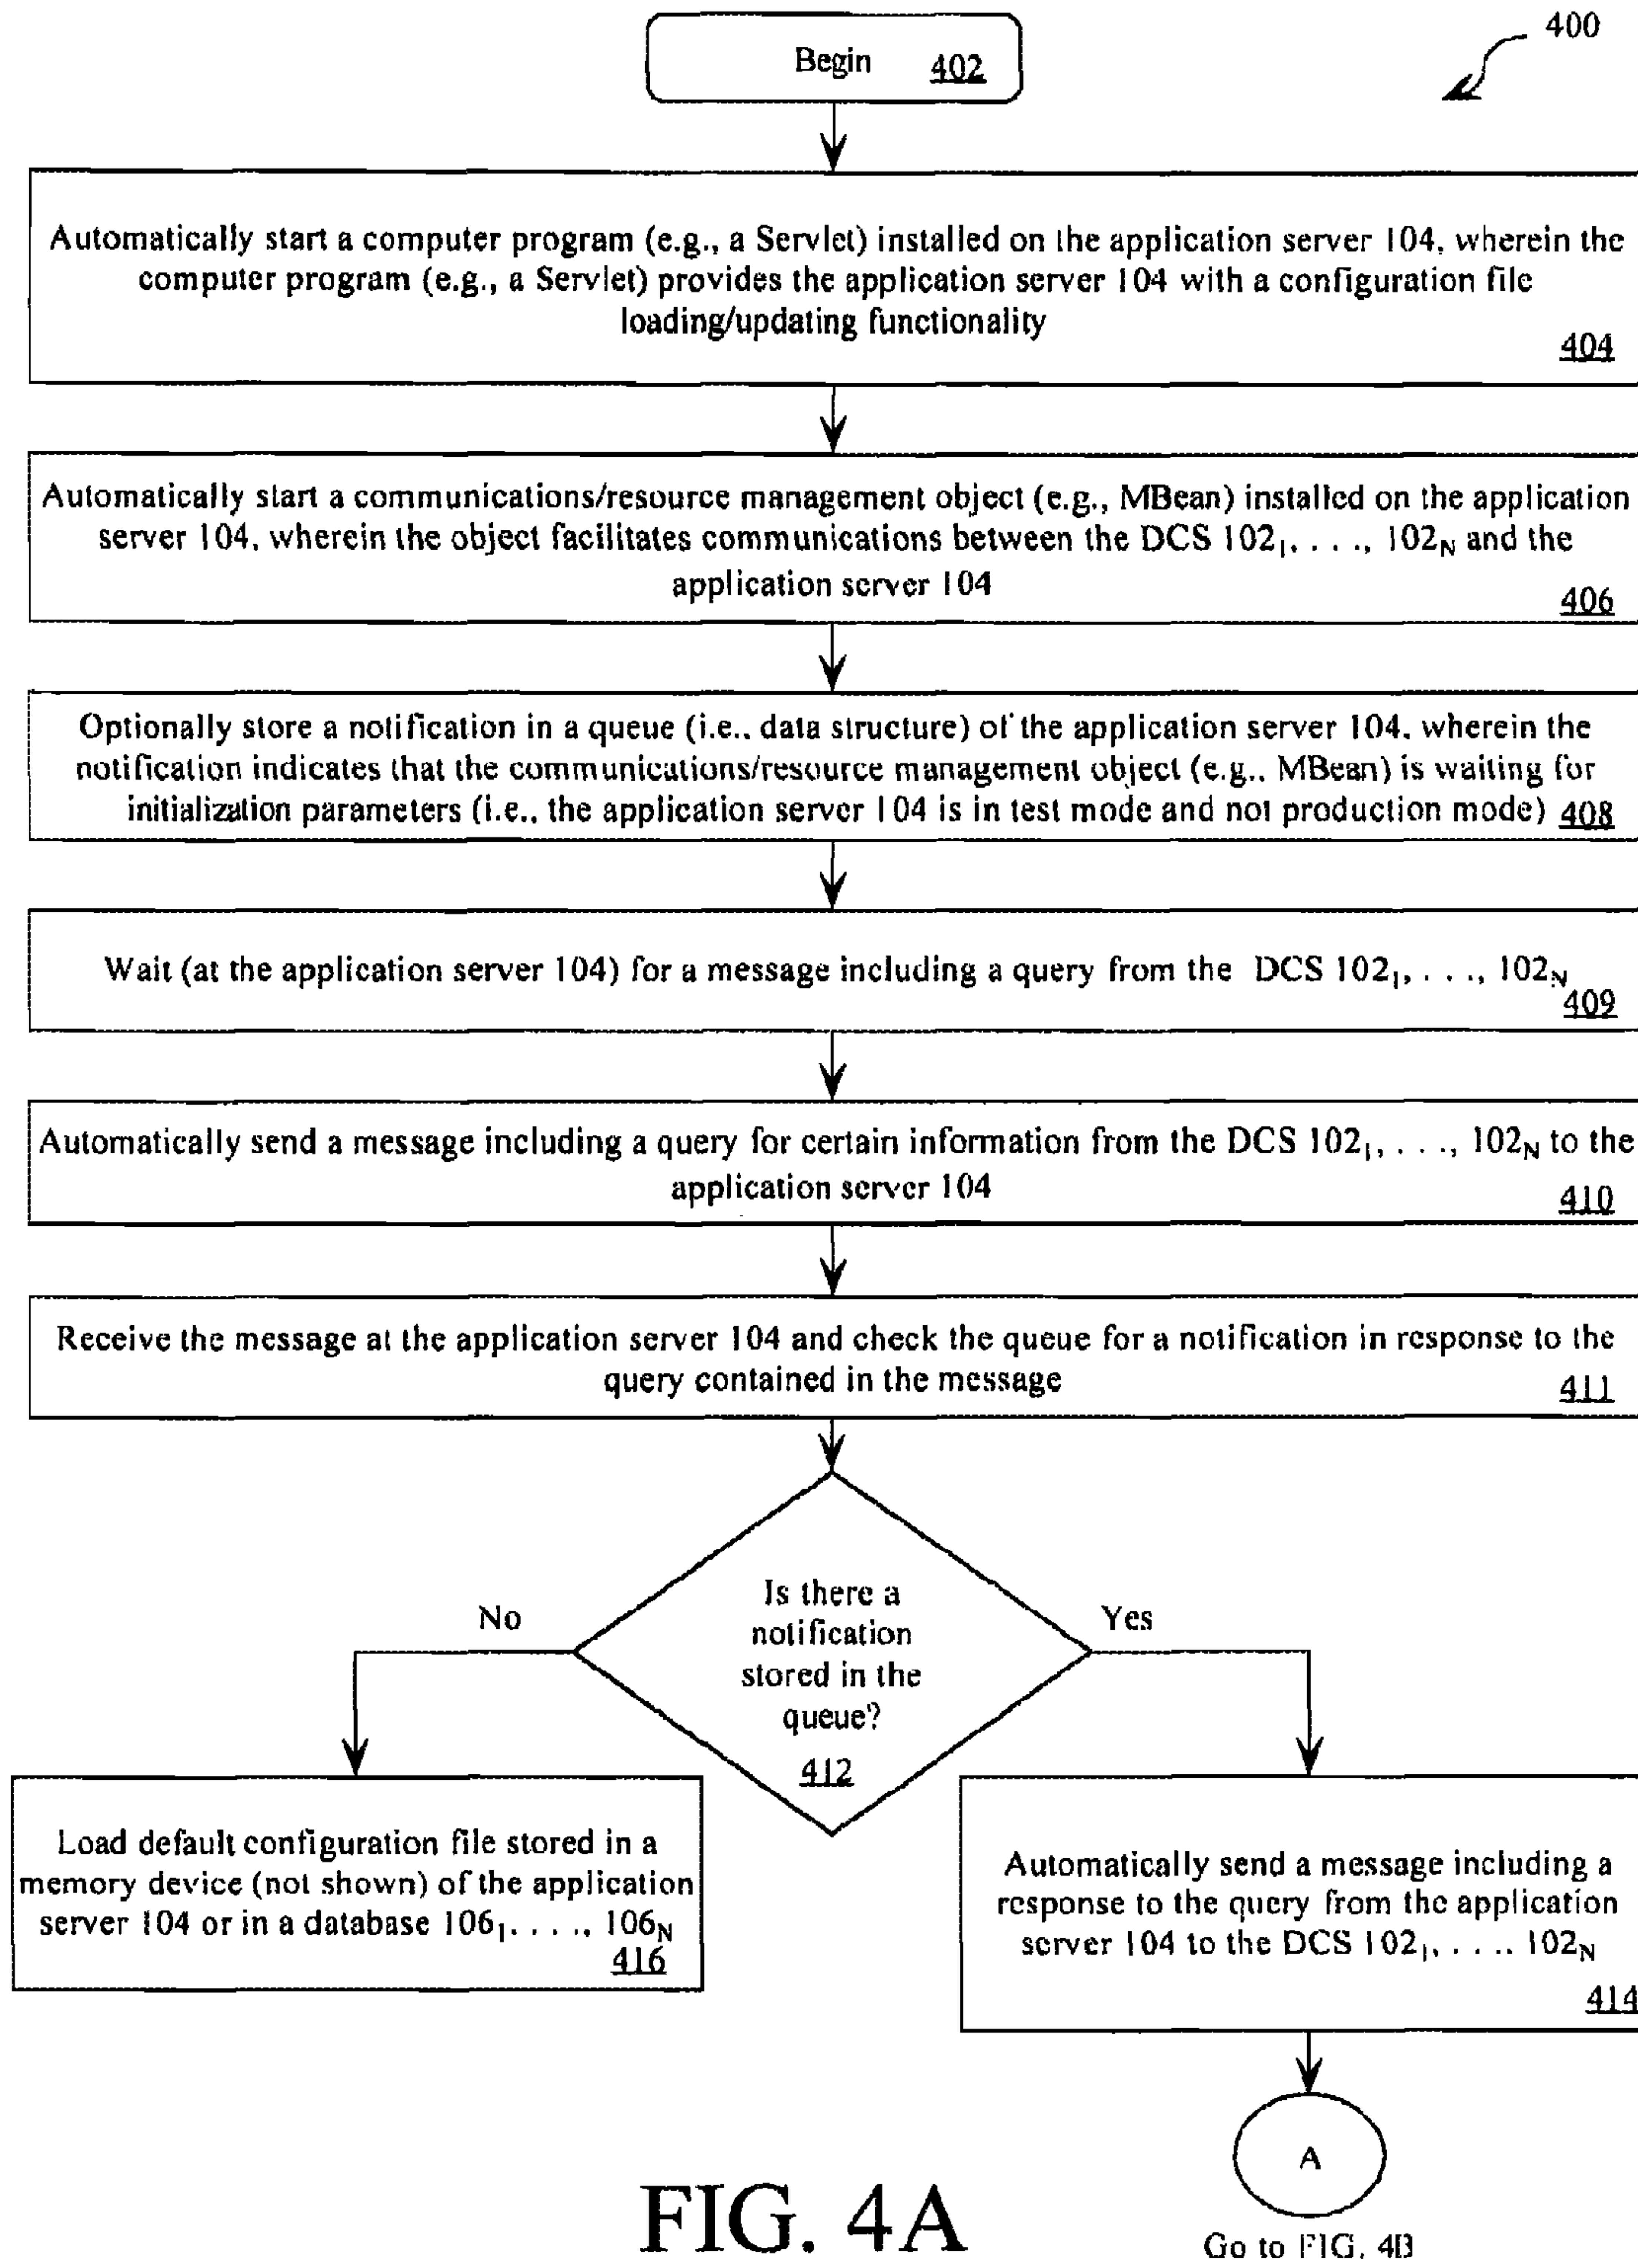 400
Begin 402
Automatically start a computer program (e.g., a Servlet) installed on the application server 104, wherein the
computer program (e.g., a Servlet) provides the application server 104 with a configuration file
loading/updating functionality
404
Automatically start a communications/resource management object (e.g., MBean) installed on the application
server 104, wherein the object facilitates communications between the DCS 102₁, . . ., 102ₙ and the
application server 104
406
Optionally store a notification in a queue (i.e., data structure) of the application server 104, wherein the
notification indicates that the communications/resource management object (e.g., MBean) is waiting for
initialization parameters (i.e., the application server 104 is in test mode and not production mode) 408
Wait (at the application server 104) for a message including a query from the DCS 102₁, . . ., 102ₙ
409
Automatically send a message including a query for certain information from the DCS 102₁, . . ., 102ₙ to the
application server 104
410
Receive the message at the application server 104 and check the queue for a notification in response to the
query contained in the message
411
Is there a
notification
stored in the
queue?
412
No
Yes
Load default configuration file stored in a
memory device (not shown) of the application
server 104 or in a database 106₁, . . ., 106ₙ
416
Automatically send a message including a
response to the query from the application
server 104 to the DCS 102₁, . . ., 102ₙ
414
A
Go to FIG. 4B
FIG. 4A